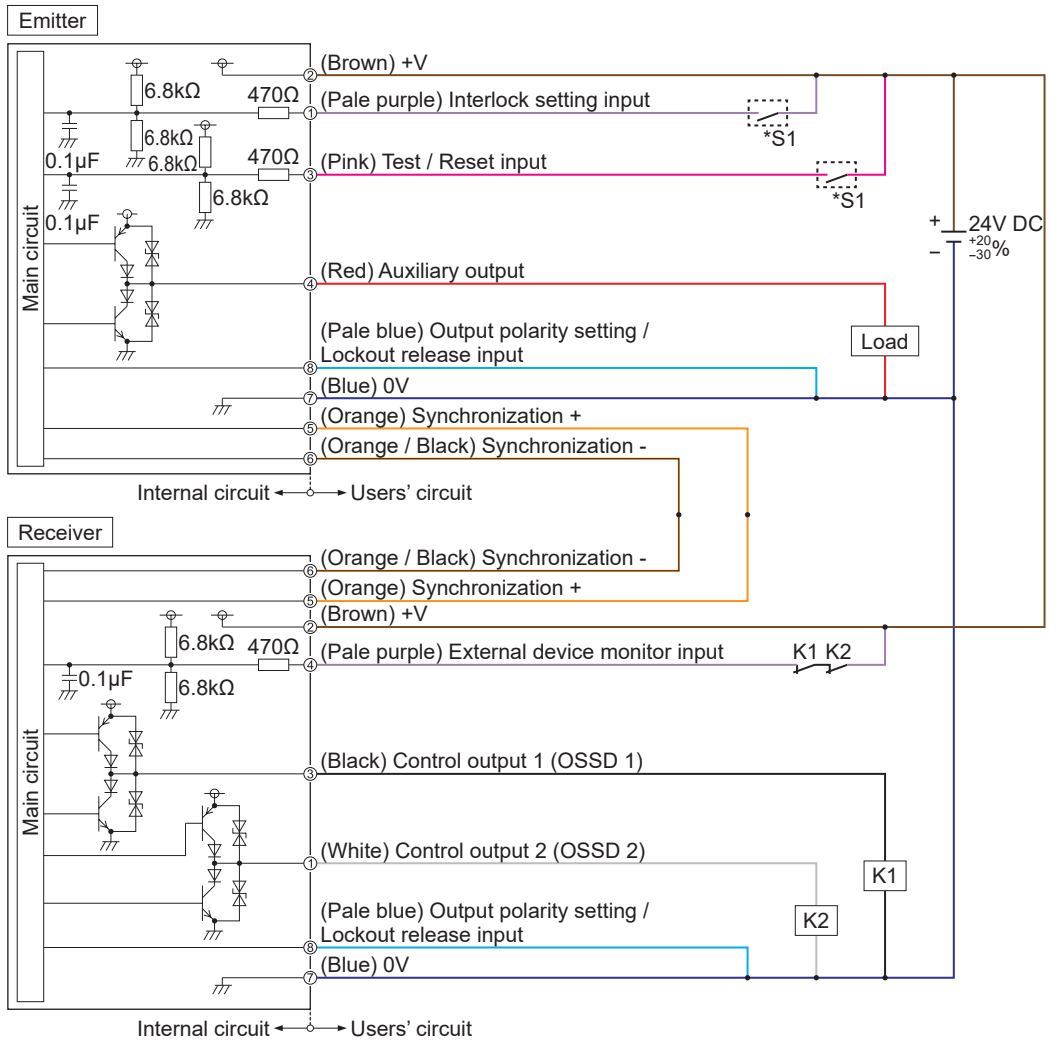 Emitter
(Brown) +V
6.8kΩ
470Ω
(Pale purple) Interlock setting input
*S1
6.8kΩ
6.8kΩ
0.1μF
470Ω
(Pink) Test / Reset input
*S1
6.8kΩ
0.1μF
24V DC
+20
−30 %
+
−
Main circuit
(Red) Auxiliary output
Load
(Pale blue) Output polarity setting /
Lockout release input
(Blue) 0V
(Orange) Synchronization +
(Orange / Black) Synchronization -
2
1
3
4
8
7
5
6
Internal circuit
Users' circuit
Receiver
(Orange / Black) Synchronization -
(Orange) Synchronization +
(Brown) +V
6.8kΩ
470Ω
(Pale purple) External device monitor input
K1 K2
0.1μF
6.8kΩ
Main circuit
(Black) Control output 1 (OSSD 1)
(White) Control output 2 (OSSD 2)
K1
K2
(Pale blue) Output polarity setting /
Lockout release input
(Blue) 0V
6
5
2
4
3
1
8
7
Internal circuit
Users' circuit